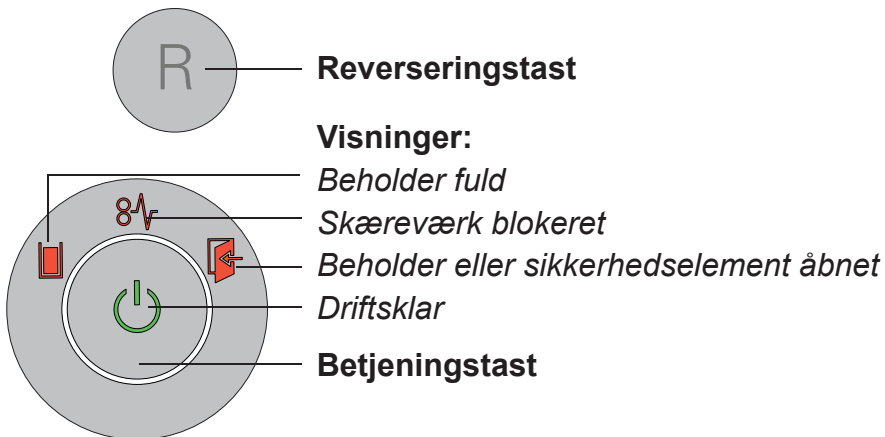 R
Reverseringstast
Visninger:
Beholder fuld
Skæreværk blokeret
Beholder eller sikkerhedselement åbnet
Driftsklar
Betjeningstast